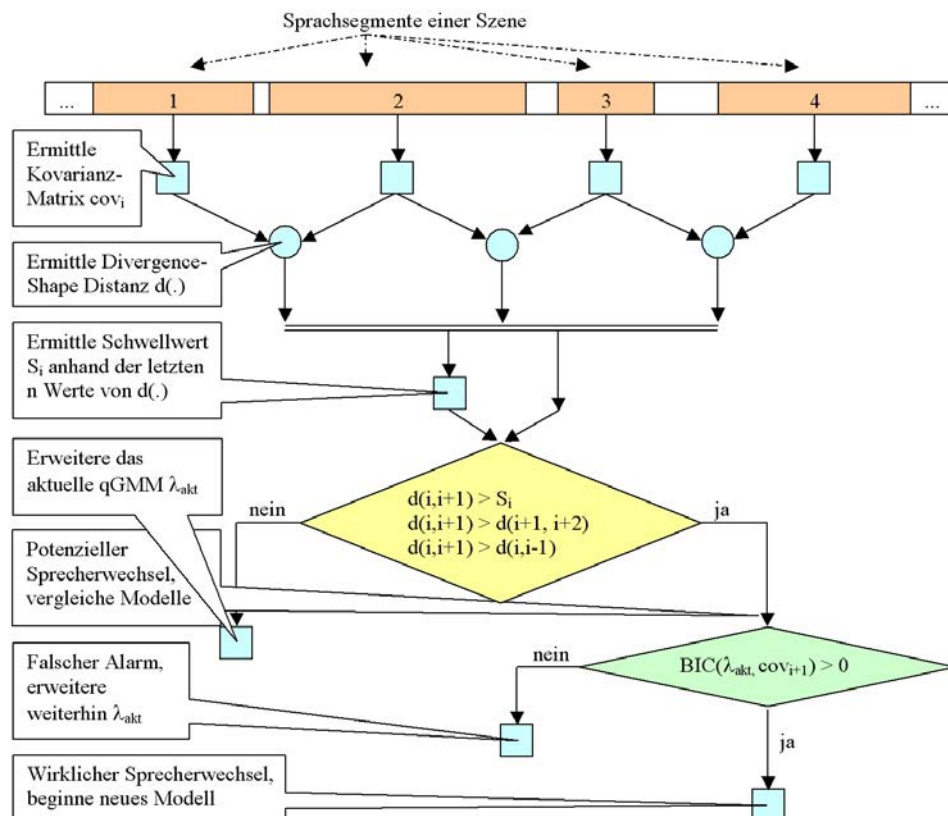 Sprachsegmente einer Szene
... 1 2 3 4 ...
Ermittle
Kovarianz-
Matrix covi
Ermittle Divergence-
Shape Distanz d(.)
Ermittle Schwellwert
Si anhand der letzten
n Werte von d(.)
Erweitere das
aktuelle qGMM λakt
nein
d(i,i+1) > Si
d(i,i+1) > d(i+1, i+2)
d(i,i+1) > d(i,i-1)
ja
Potenzieller
Sprecherwechsel,
vergleiche Modelle
Falscher Alarm,
erweitere
weiterhin λakt
nein
BIC(λakt, covi+1) > 0
ja
Wirklicher Sprecherwechsel,
beginne neues Modell